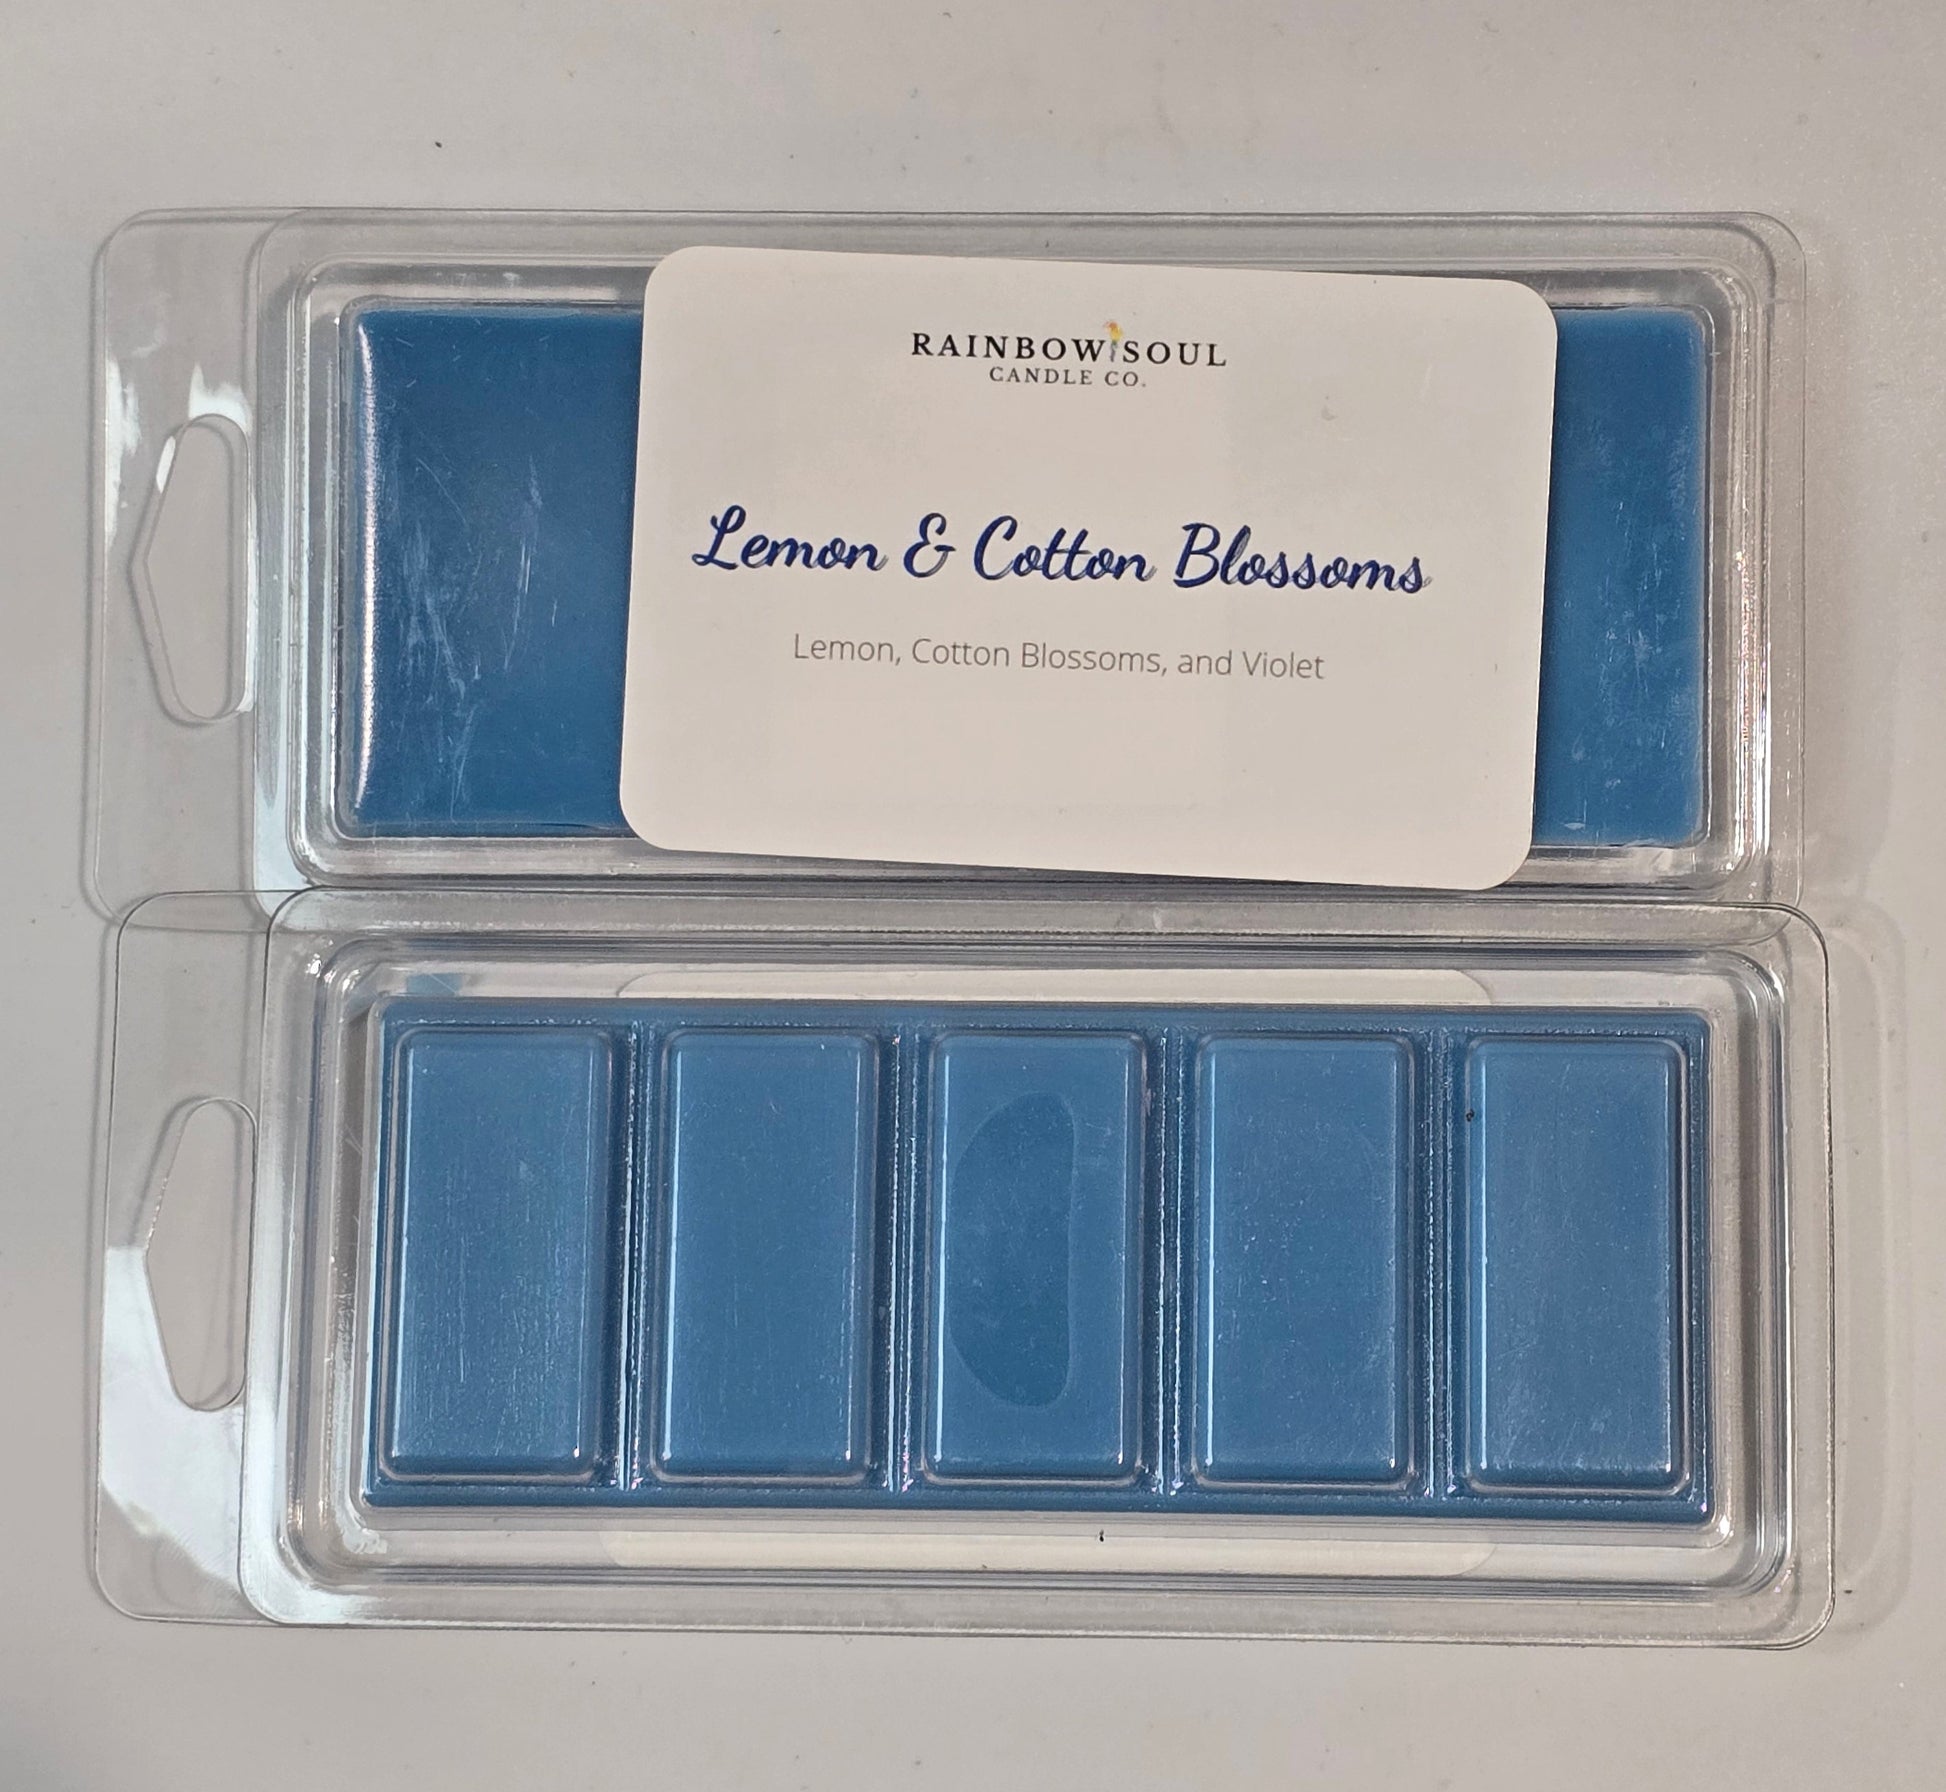 RAINBOW SOUL
CANDLE CO.
Lemon & Cotton Blossoms
Lemon, Cotton Blossoms, and Violet